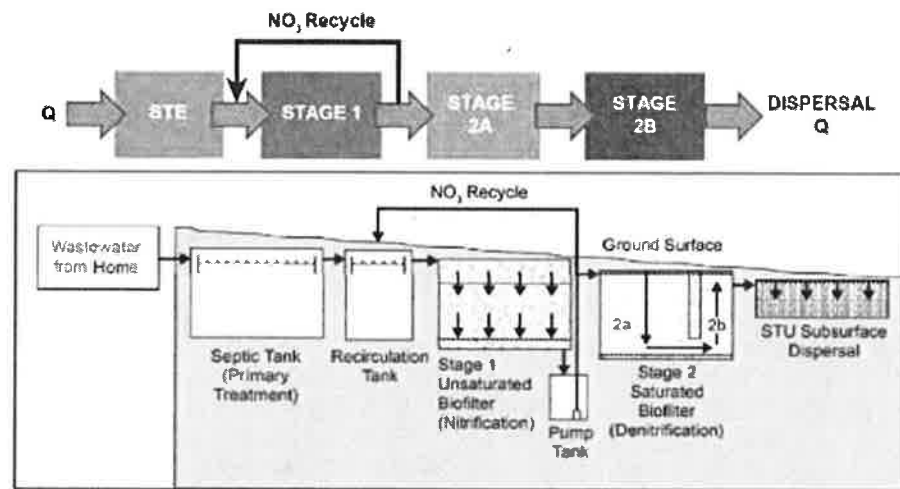 NO3 Recycle
Q
STE
STAGE 1
STAGE
2A
STAGE
2B
DISPERSAL
Q
NO3 Recycle
Wastewater
from Home
Ground Surface
2a
2b
Septic Tank
(Primary
Treatment)
Recirculation
Tank
Stage 1
Unsaturated
Biofilter
(Nitrification)
Pump
Tank
Stage 2
Saturated
Biofilter
(Denitrification)
STU Subsurface
Dispersal